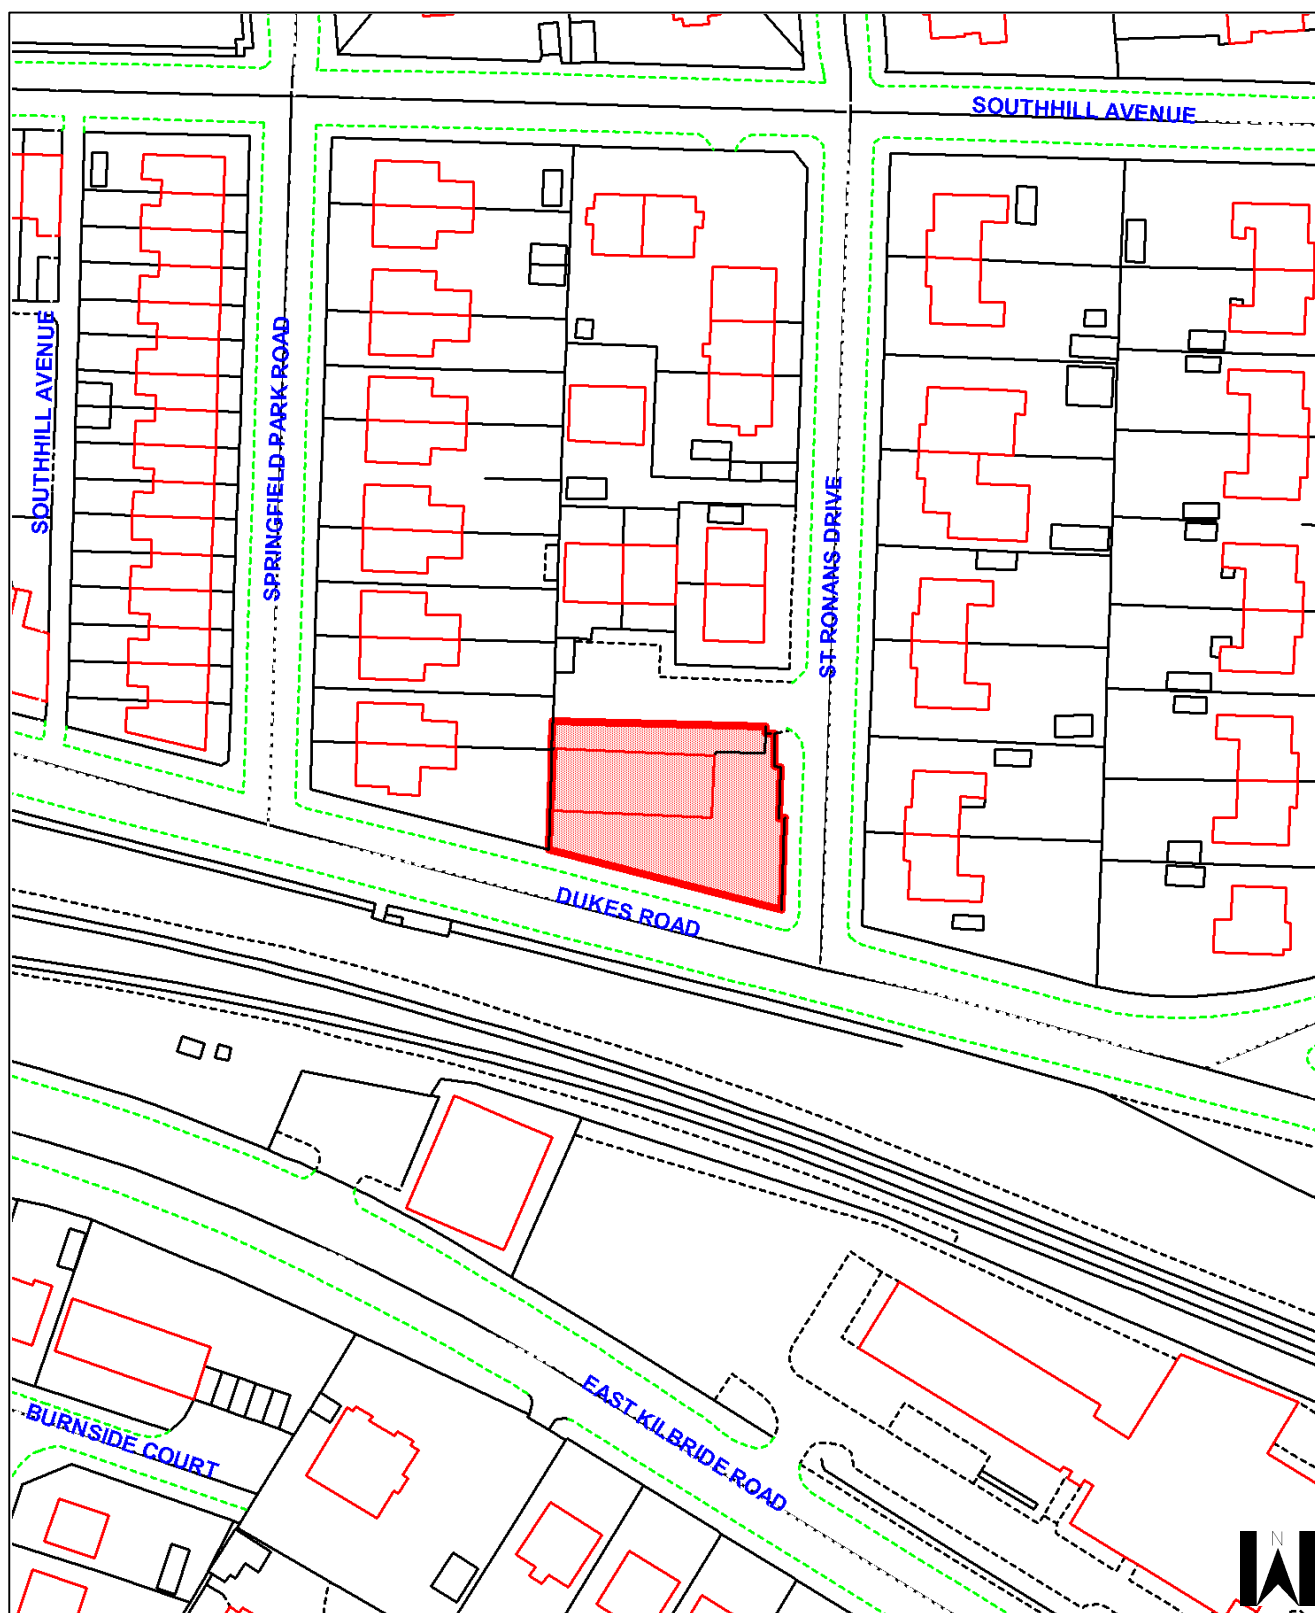 SOUTHHILL AVENUE
SOUTHHILL AVENUE
SPRINGFIELD PARK ROAD
ST RONANS DRIVE
DUKES ROAD
EAST KILBRIDE ROAD
BURNSIDE COURT
N